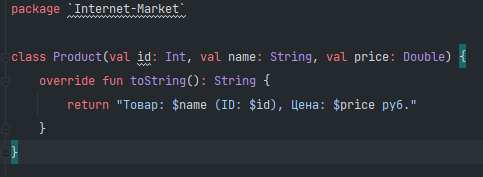 package `Internet-Market`
class Product(val id: Int, val name: String, val price: Double) {
override fun toString(): String {
return "Товар: $name (ID: $id), Цена: $price руб."
}
}